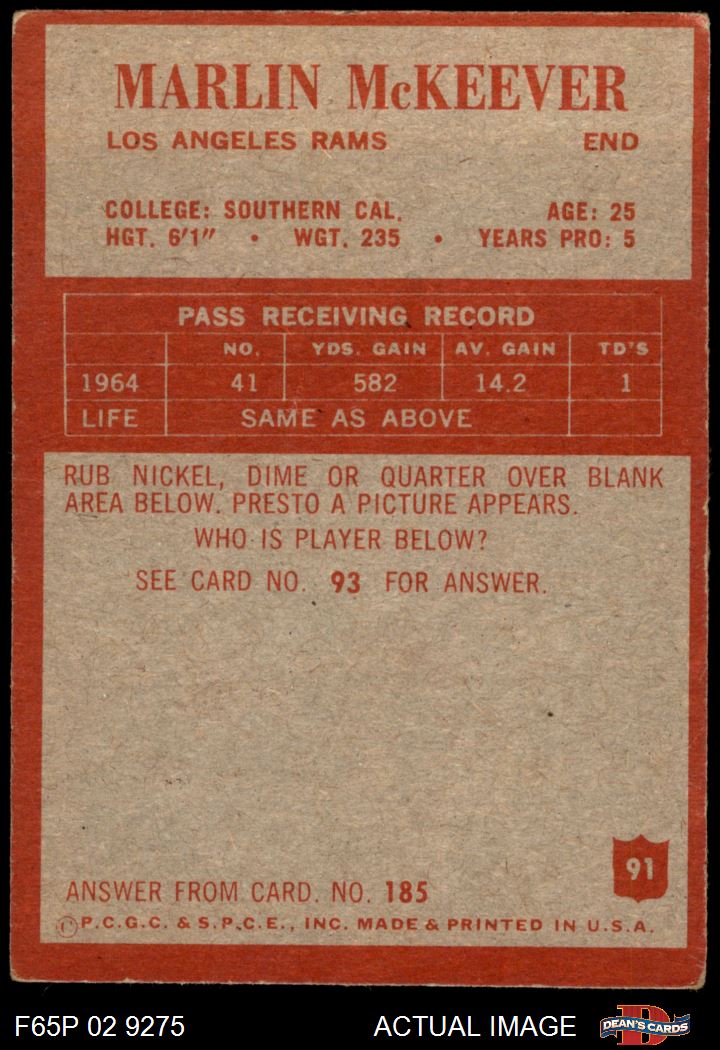 MARLIN McKEEVER
LOS ANGELES RAMS END
COLLEGE: SOUTHERN CAL. AGE: 25
HGT. 6'1" • WGT. 235 • YEARS PRO: 5
PASS RECEIVING RECORD
NO. YDS. GAIN AV. GAIN TD'S
1964 41 582 14.2 1
LIFE SAME AS ABOVE
RUB NICKEL, DIME OR QUARTER OVER BLANK
AREA BELOW. PRESTO A PICTURE APPEARS.
WHO IS PLAYER BELOW?
SEE CARD NO. 93 FOR ANSWER.
91
ANSWER FROM CARD. NO. 185
©P.C.G.C. & S.P.C.E., INC. MADE & PRINTED IN U.S.A.
F65P 02 9275 ACTUAL IMAGE D DEAN'S CARDS